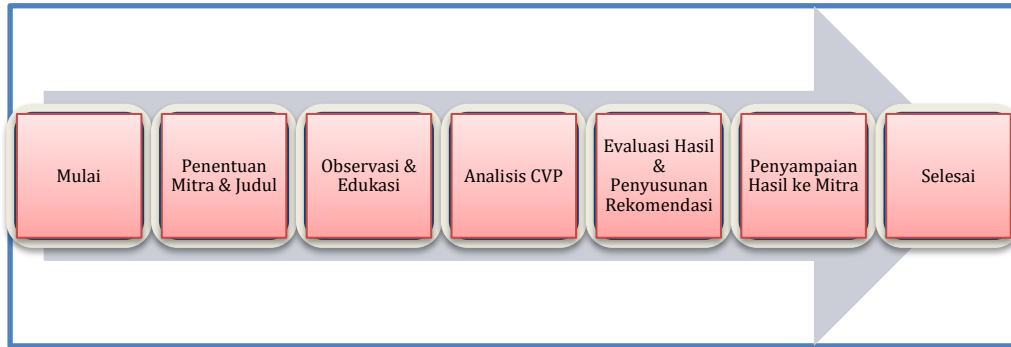 Mulai
Penentuan
Mitra & Judul
Observasi &
Edukasi
Analisis CVP
Evaluasi Hasil
&
Penyusunan
Rekomendasi
Penyampaian
Hasil ke Mitra
Selesai